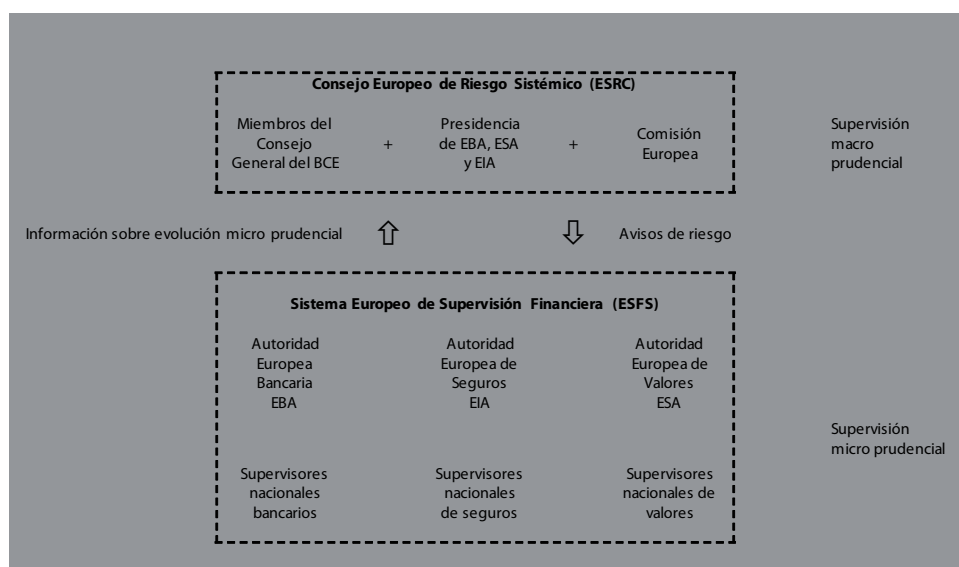 Consejo Europeo de Riesgo Sistémico (ESRC)
Miembros del
Consejo
General del BCE
+
Presidencia
de EBA, ESA
y EIA
+
Comisión
Europea
Supervisión
macro
prudencial
Información sobre evolución micro prudencial
Avisos de riesgo
Sistema Europeo de Supervisión Financiera (ESFS)
Autoridad
Europea
Bancaria
EBA
Autoridad
Europea de
Seguros
EIA
Autoridad
Europea de
Valores
ESA
Supervisión
micro prudencial
Supervisores
nacionales
bancarios
Supervisores
nacionales
de seguros
Supervisores
nacionales de
valores